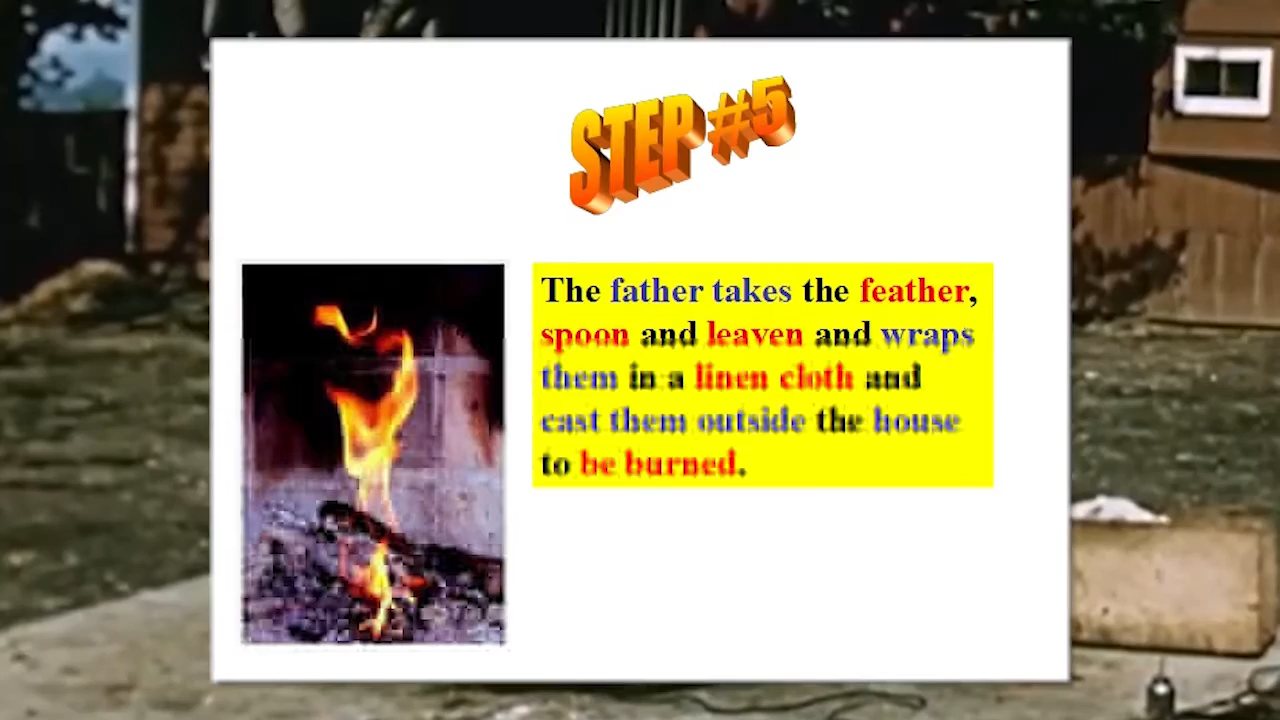 STEP #5
The father takes the feather,
spoon and leaven and wraps
them in a linen cloth and
cast them outside the house
to be burned.